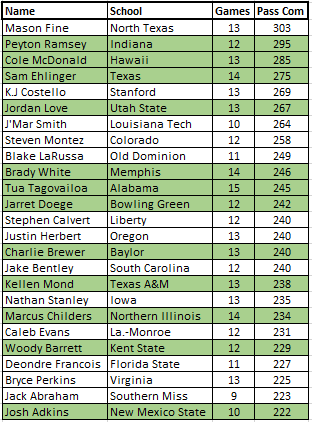 Name School Games Pass Com
Mason Fine North Texas 13 303
Peyton Ramsey Indiana 12 295
Cole McDonald Hawaii 13 285
Sam Ehlinger Texas 14 275
K.J Costello Stanford 13 269
Jordan Love Utah State 13 267
J'Mar Smith Louisiana Tech 10 264
Steven Montez Colorado 12 258
Blake LaRussa Old Dominion 11 249
Brady White Memphis 14 246
Tua Tagovailoa Alabama 15 245
Jarret Doege Bowling Green 12 242
Stephen Calvert Liberty 12 240
Justin Herbert Oregon 13 240
Charlie Brewer Baylor 13 240
Jake Bentley South Carolina 12 240
Kellen Mond Texas A&M 13 238
Nathan Stanley Iowa 13 235
Marcus Childers Northern Illinois 14 234
Caleb Evans La.-Monroe 12 231
Woody Barrett Kent State 12 229
Deondre Francois Florida State 11 227
Bryce Perkins Virginia 13 225
Jack Abraham Southern Miss 9 223
Josh Adkins New Mexico State 10 222